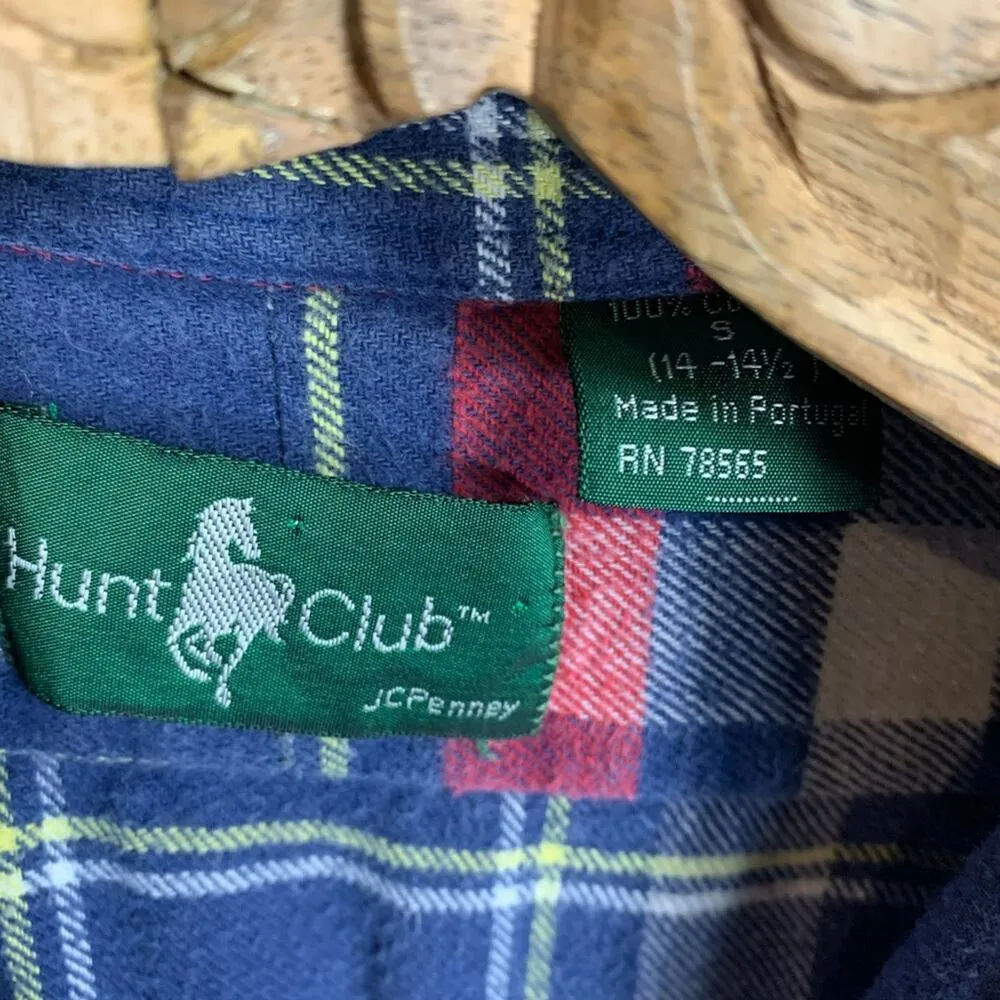 100%
S
(14 - 14½ )
Made in Portugal
RN 78565
Hunt Club™
JCPenney